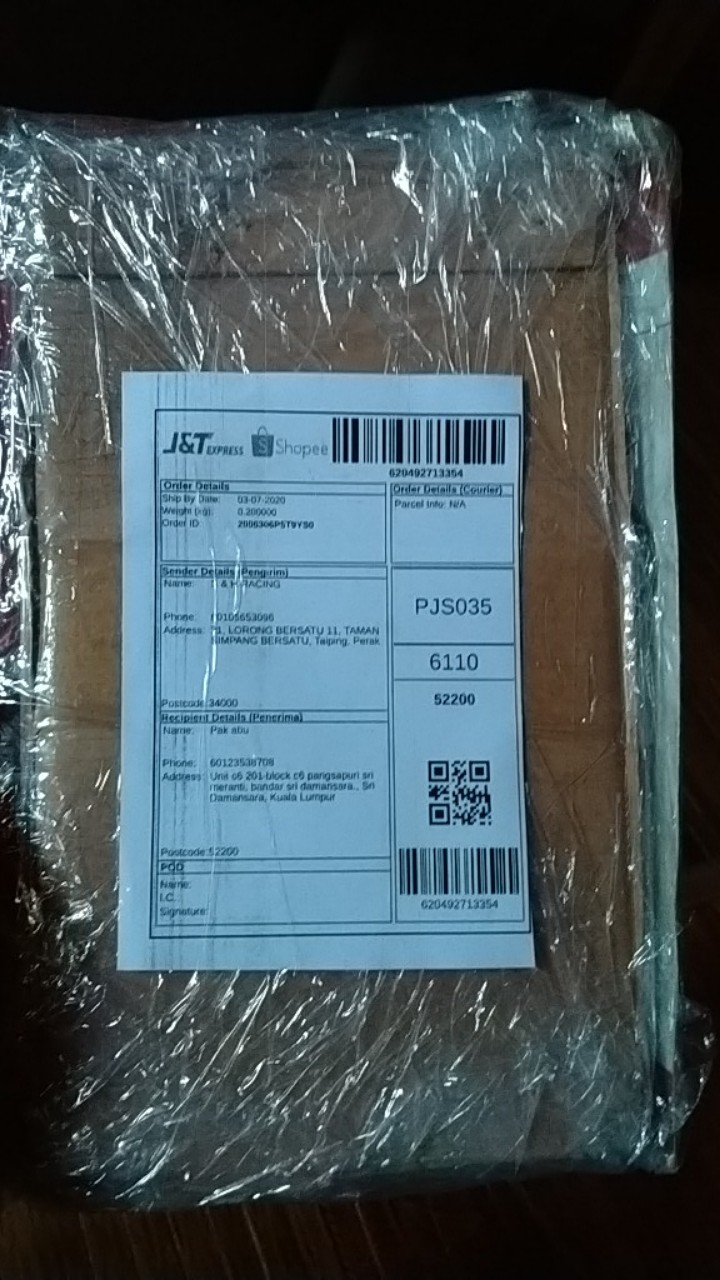 J&T EXPRESS Shopee
620492713354
Order Details
Ship By Date: 03-07-2020
Weight (kg): 0.200000
Order ID:
Order Details (Courier)
Parcel Info: N/A
Sender Details (Pengirim)
Name: & H RACING
Phone:
Address: LORONG BERSATU 11, TAMAN
SIMPANG BERSATU, Taiping, Perak
Postcode: 34000
PJS035
6110
52200
Recipient Details (Penerima)
Name: Pak abu
Phone: 60123538708
Address: Unit c6 201 block c6 pangsapuri sri
meranti, bandar sri damansara., Sri
Damansara, Kuala Lumpur
Postcode: 52200
POD
Name:
I.C.:
Signature:
620492713354